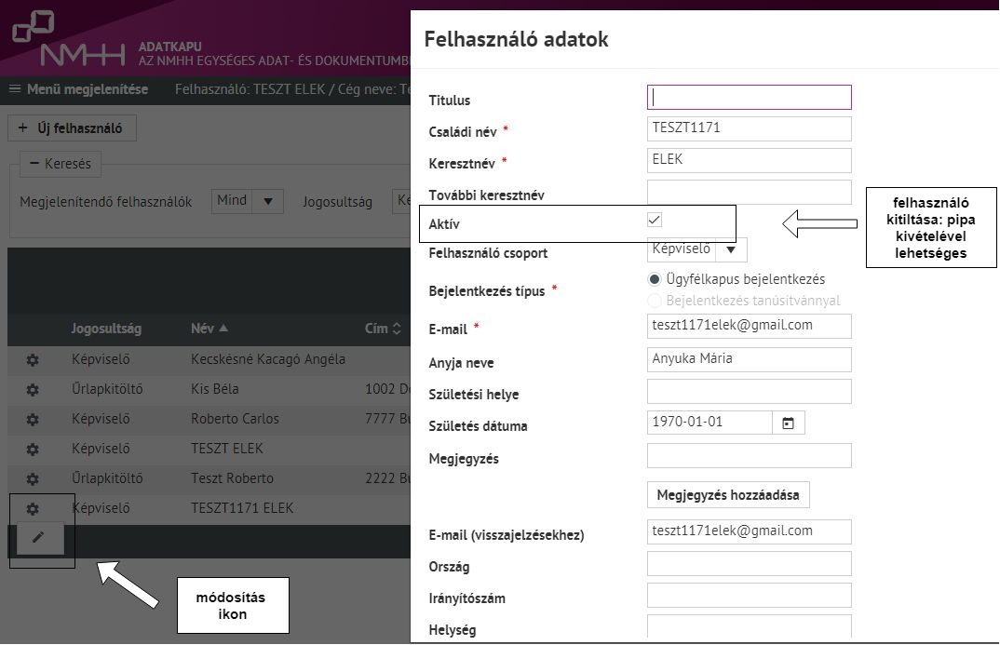 NMHH
ADATKAPU
AZ NMHH EGYSÉGES ADAT- ÉS DOKUMENTUMB
Menü megjelenítése
Felhasználó: TESZT ELEK / Cég neve: Te
+ Új felhasználó
Keresés
Megjelenítendő felhasználók Mind Jogosultság Ké
Jogosultság Név Cím
Képviselő Kecskésné Kacagó Angéla
Űrlapkitöltő Kis Béla 1002 De
Képviselő Roberto Carlos 7777 Bu
Képviselő TESZT ELEK
Űrlapkitöltő Teszt Roberto 2222 Bu
Képviselő TESZT1171 ELEK
módosítás
ikon
Felhasználó adatok
Titulus
Családi név * TESZT1171
Keresztnév * ELEK
További keresztnév
Aktív
Felhasználó csoport Képviselő
Bejelentkezés típus * Ügyfélkapus bejelentkezés
Bejelentkezés tanúsítvánnyal
E-mail * teszt1171elek@gmail.com
Anyja neve Anyuka Mária
Születési helye
Születés dátuma 1970-01-01
Megjegyzés
Megjegyzés hozzáadása
E-mail (visszajelzésekhez) teszt1171elek@gmail.com
Ország
Irányítószám
Helység
felhasználó
kitiltása: pipa
kivételével
lehetséges